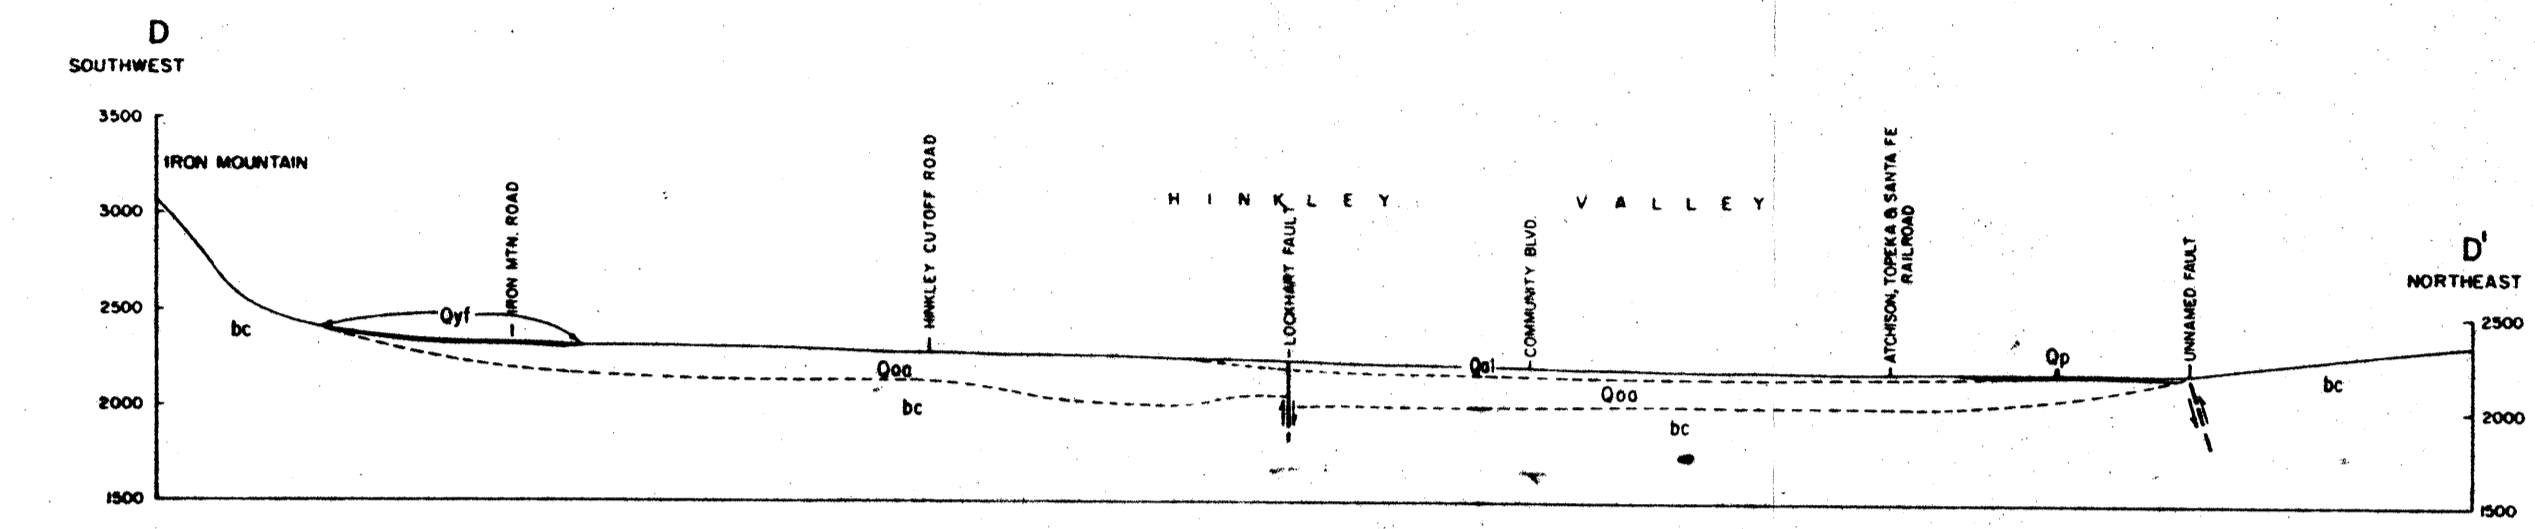 D
SOUTHWEST
3500
IRON MOUNTAIN
3000
2500
2000
1500
bc
Qyf
IRON MTN. ROAD
HINKLEY CUTOFF ROAD
Qoa
bc
HINKLEY VALLEY
LOCKHART FAULT
Qal
COMMUNITY BLVD.
Qoa
bc
ATCHISON, TOPEKA & SANTA FE
RAILROAD
Qp
UNNAMED FAULT
bc
D'
NORTHEAST
2500
2000
1500